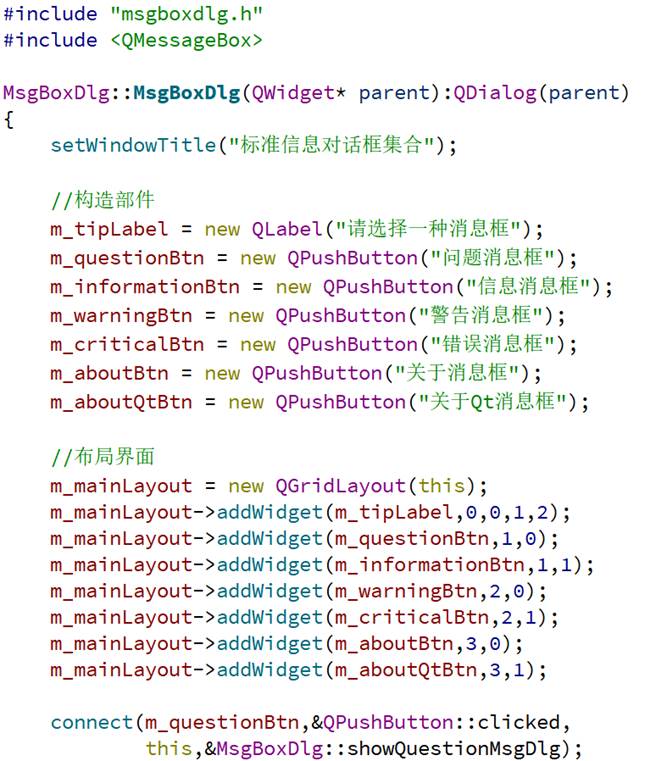 #include "msgboxdlg.h"
#include <QMessageBox>
MsgBoxDlg::MsgBoxDlg(QWidget* parent):QDialog(parent)
{
setWindowTitle("标准信息对话框集合");
//构造部件
m_tipLabel = new QLabel("请选择一种消息框");
m_questionBtn = new QPushButton("问题消息框");
m_informationBtn = new QPushButton("信息消息框");
m_warningBtn = new QPushButton("警告消息框");
m_criticalBtn = new QPushButton("错误消息框");
m_aboutBtn = new QPushButton("关于消息框");
m_aboutQtBtn = new QPushButton("关于Qt消息框");
//布局界面
m_mainLayout = new QGridLayout(this);
m_mainLayout->addWidget(m_tipLabel,0,0,1,2);
m_mainLayout->addWidget(m_questionBtn,1,0);
m_mainLayout->addWidget(m_informationBtn,1,1);
m_mainLayout->addWidget(m_warningBtn,2,0);
m_mainLayout->addWidget(m_criticalBtn,2,1);
m_mainLayout->addWidget(m_aboutBtn,3,0);
m_mainLayout->addWidget(m_aboutQtBtn,3,1);
connect(m_questionBtn,&QPushButton::clicked,
this,&MsgBoxDlg::showQuestionMsgDlg);